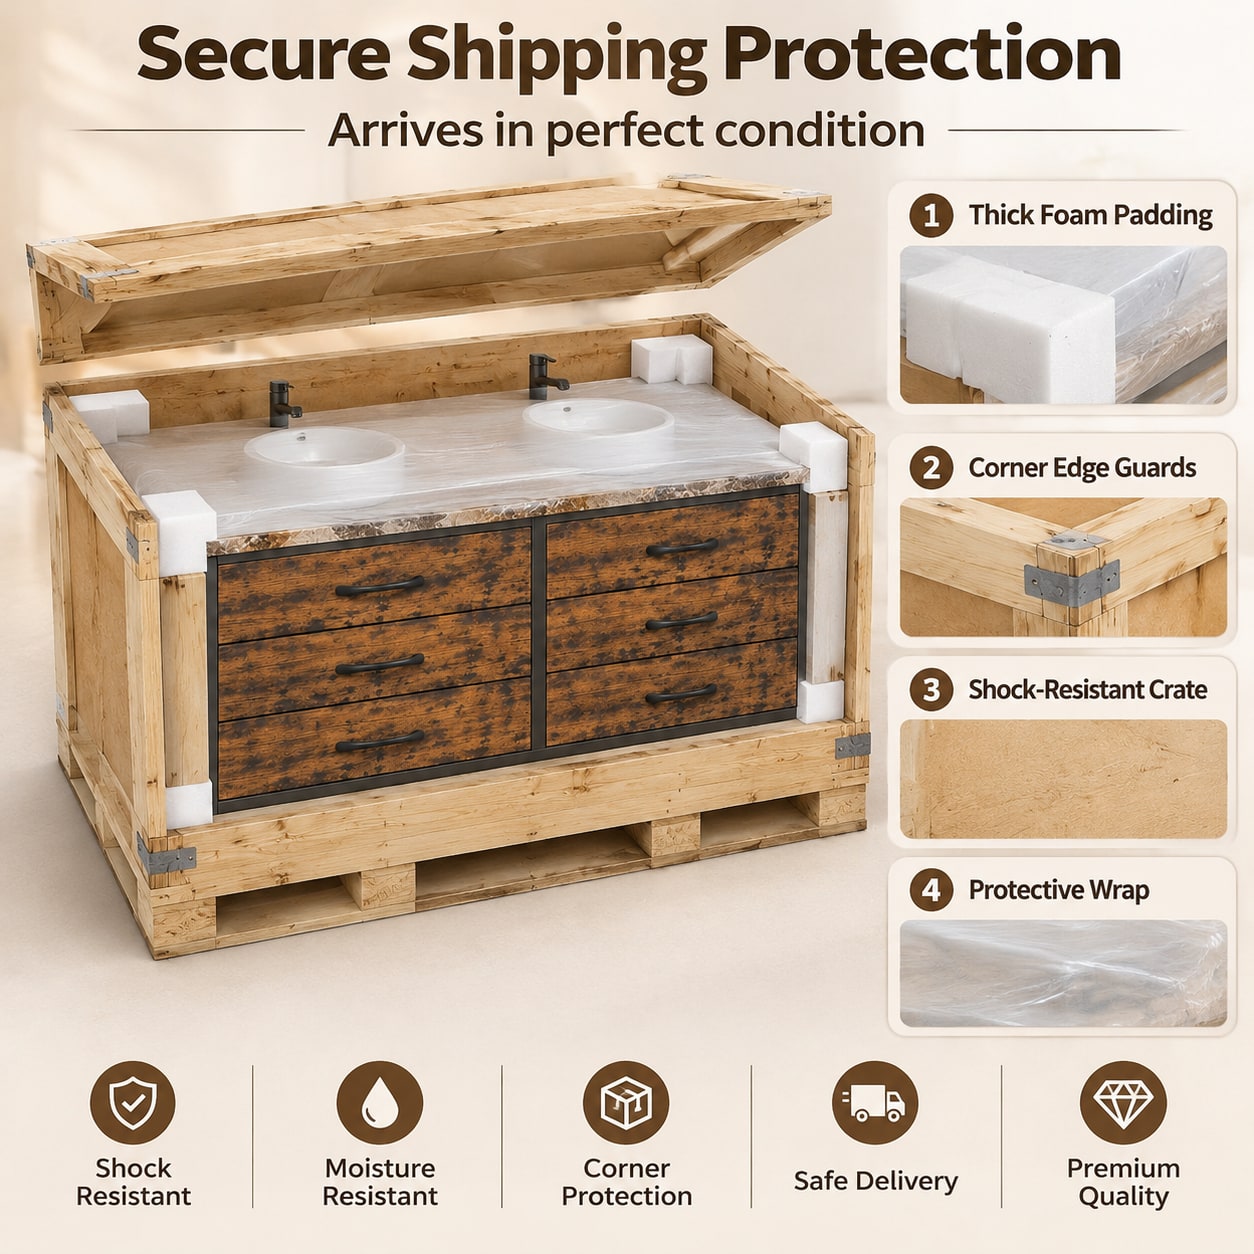 Secure Shipping Protection
Arrives in perfect condition
1 Thick Foam Padding
2 Corner Edge Guards
3 Shock-Resistant Crate
4 Protective Wrap
Shock
Resistant
Moisture
Resistant
Corner
Protection
Safe Delivery
Premium
Quality